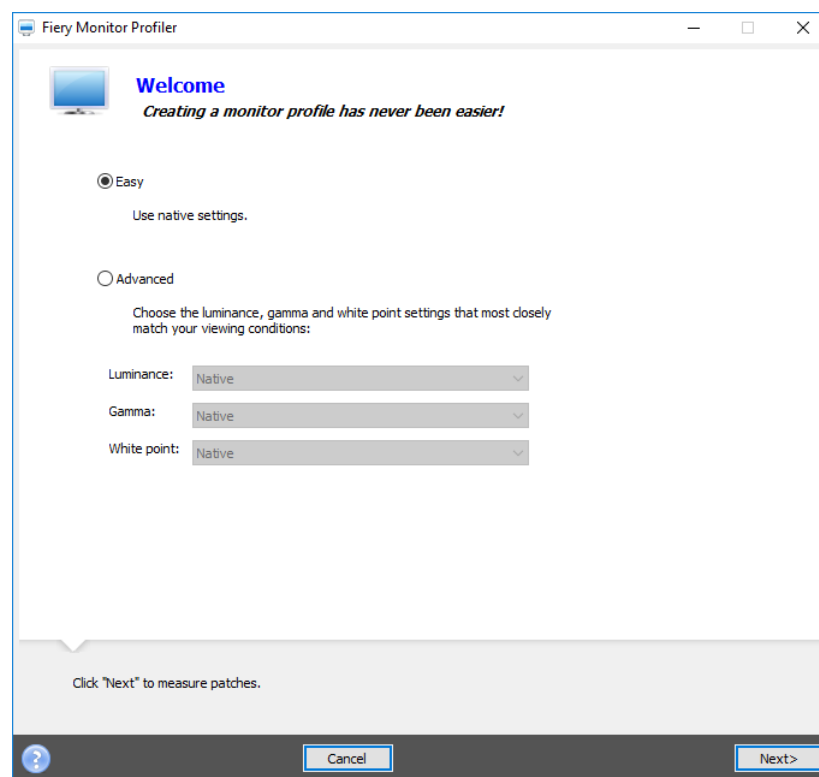 Fiery Monitor Profiler
Welcome
Creating a monitor profile has never been easier!
Easy
Use native settings.
Advanced
Choose the luminance, gamma and white point settings that most closely
match your viewing conditions:
Luminance: Native
Gamma: Native
White point: Native
Click "Next" to measure patches.
? Cancel Next>